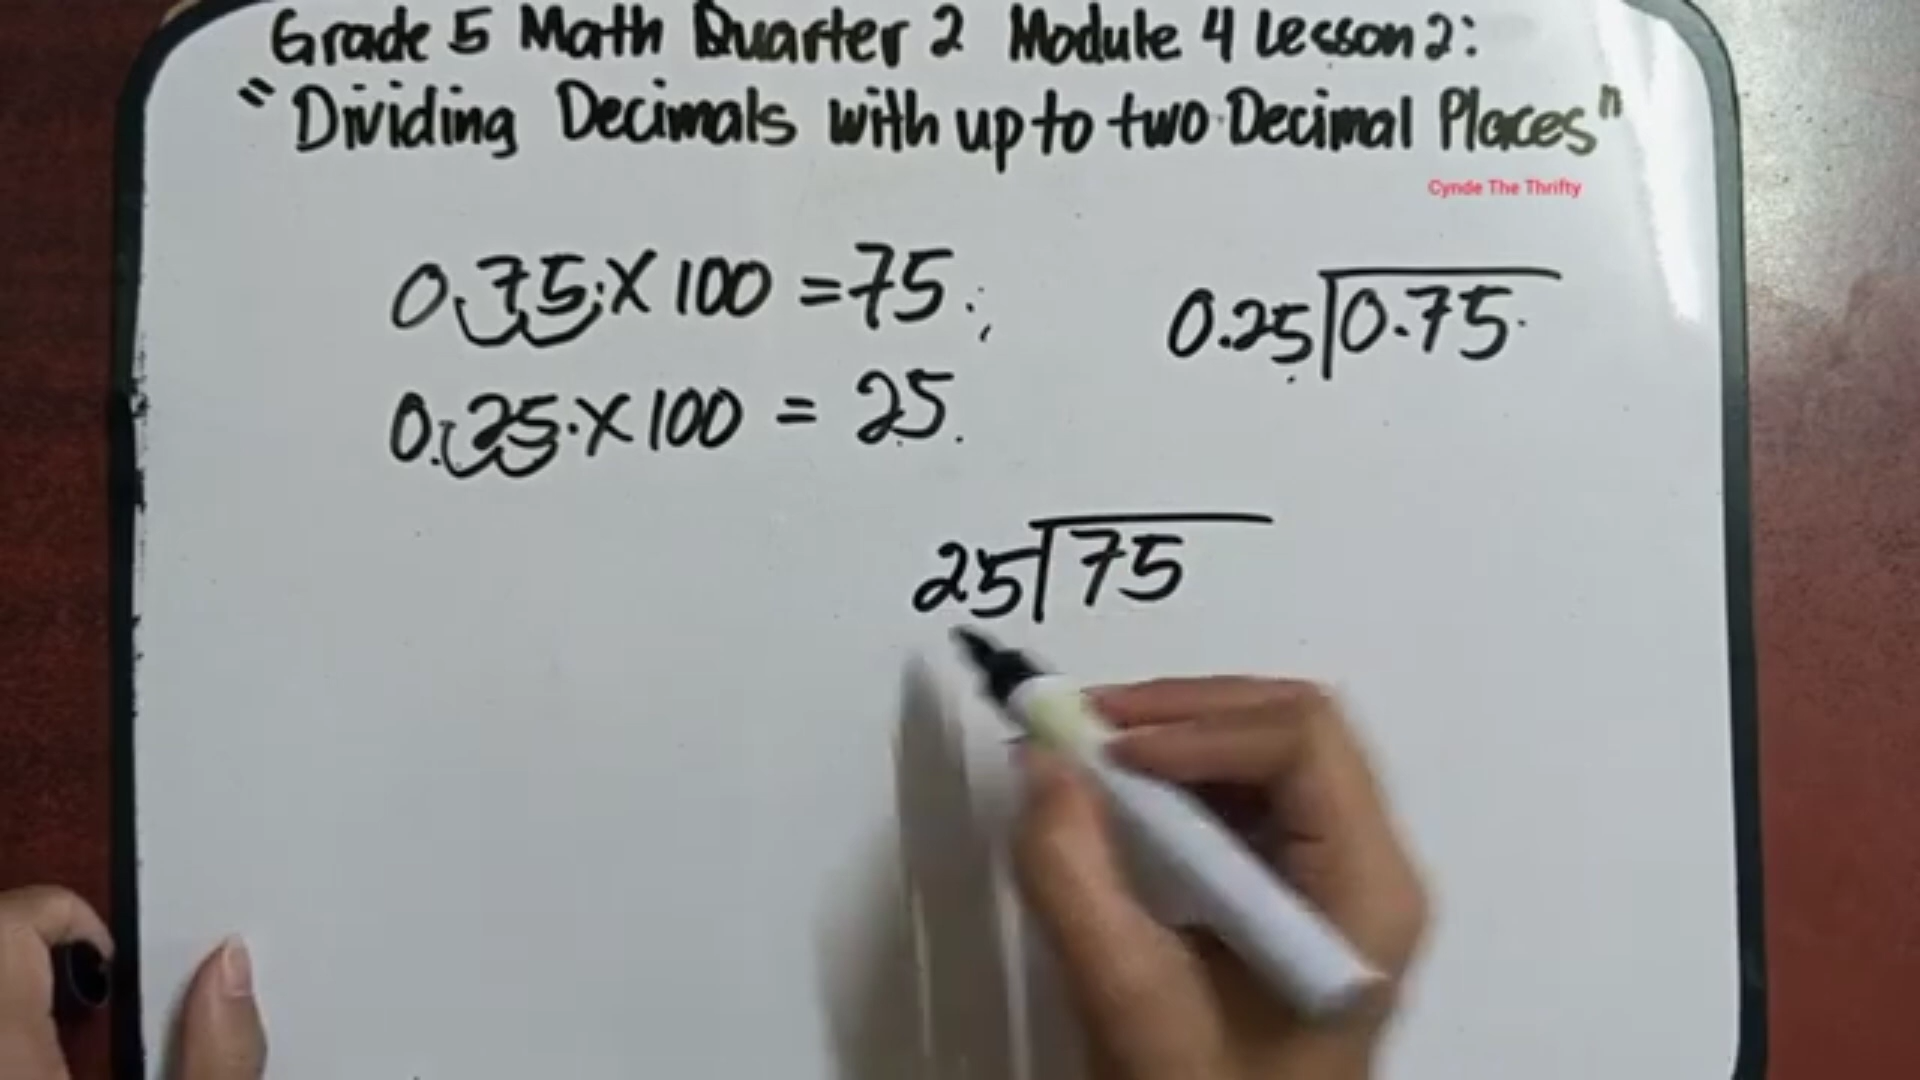 Grade 5 Math Quarter 2 Module 4 Lesson 2:
"Dividing Decimals with up to two Decimal Places"
Cynde The Thrifty
0.75 X 100 = 75
0.25 X 100 = 25
0.25 0.75
25 75